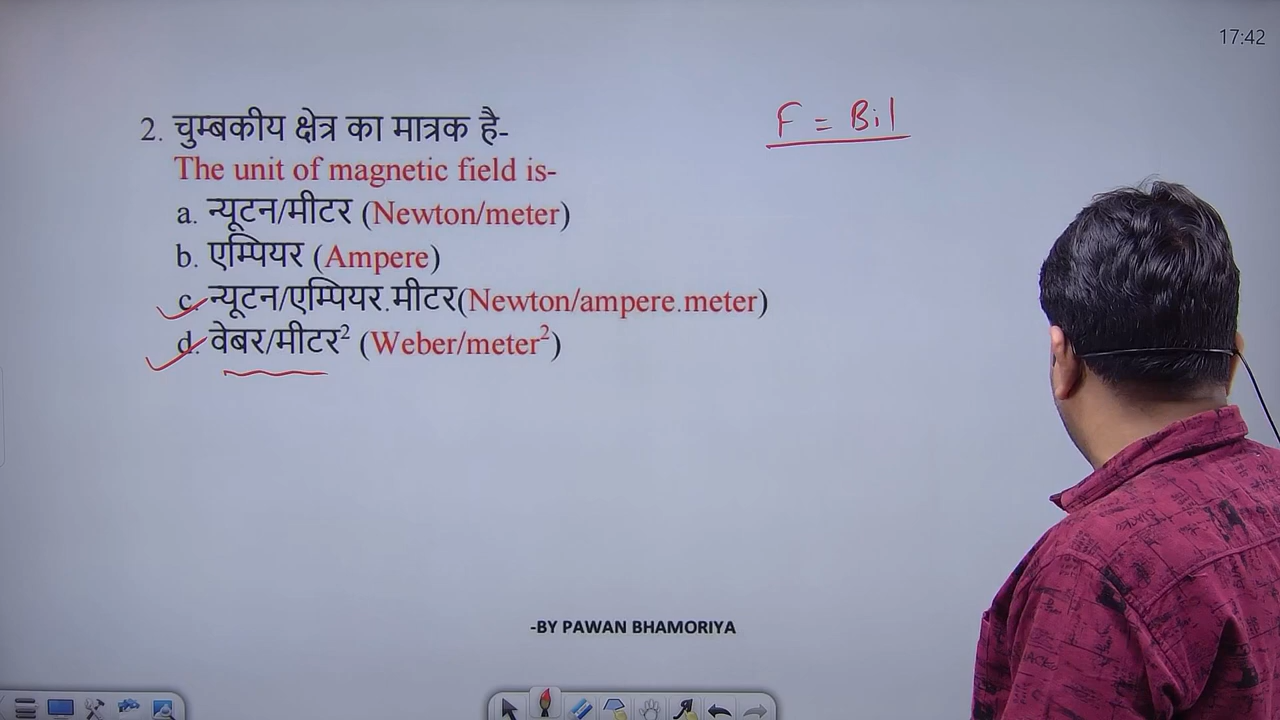 17:42
2. चुम्बकीय क्षेत्र का मात्रक है-
F = Bil
The unit of magnetic field is-
a. न्यूटन/मीटर (Newton/meter)
b. एम्पियर (Ampere)
c. न्यूटन/एम्पियर.मीटर(Newton/ampere.meter)
d. वेबर/मीटर² (Weber/meter²)
-BY PAWAN BHAMORIYA